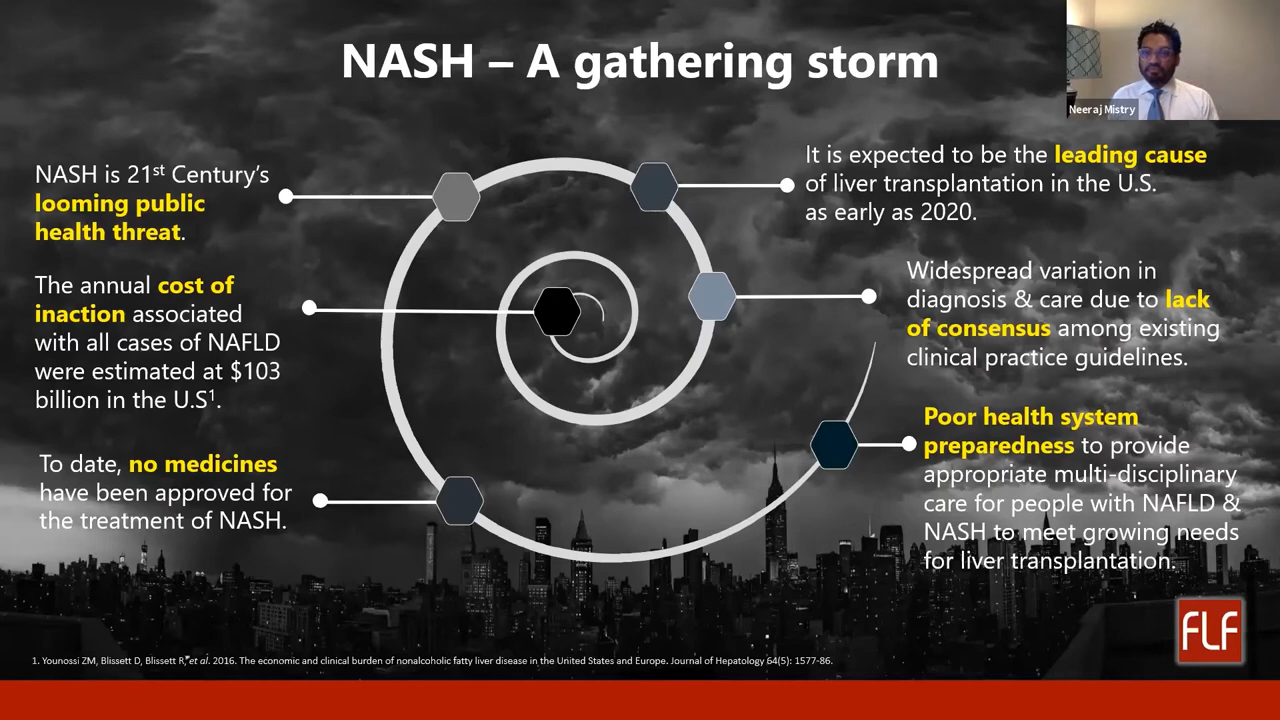 NASH – A gathering storm
Neeraj Mistry
NASH is 21st Century's
looming public
health threat.
The annual cost of
inaction associated
with all cases of NAFLD
were estimated at $103
billion in the U.S¹.
To date, no medicines
have been approved for
the treatment of NASH.
It is expected to be the leading cause
of liver transplantation in the U.S.
as early as 2020.
Widespread variation in
diagnosis & care due to lack
of consensus among existing
clinical practice guidelines.
Poor health system
preparedness to provide
appropriate multi-disciplinary
care for people with NAFLD &
NASH to meet growing needs
for liver transplantation.
FLF
1. Younossi ZM, Blissett D, Blissett R, et al. 2016. The economic and clinical burden of nonalcoholic fatty liver disease in the United States and Europe. Journal of Hepatology 64(5): 1577-86.